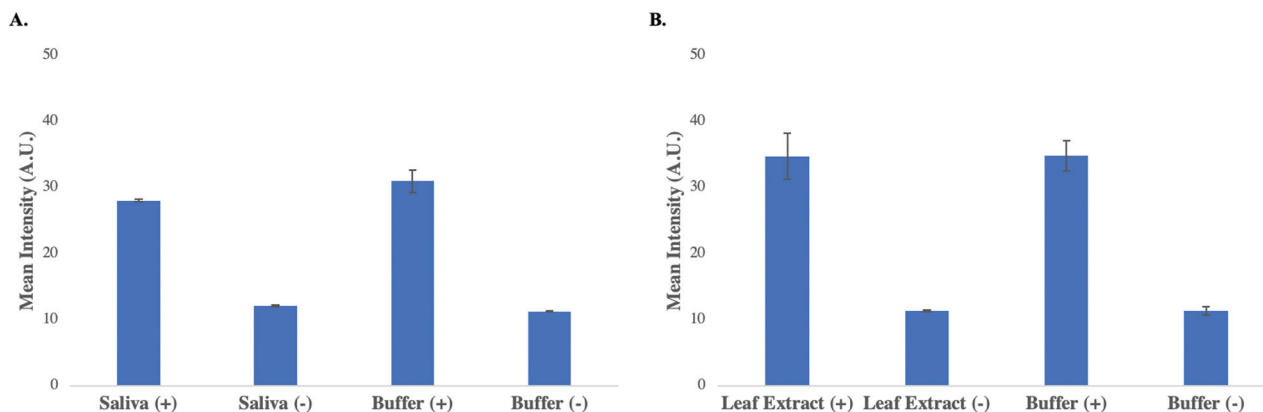 A.
50
40
30
20
10
0
Mean Intensity (A.U.)
Saliva (+) Saliva (-) Buffer (+) Buffer (-)
B.
50
40
30
20
10
0
Mean Intensity (A.U.)
Leaf Extract (+) Leaf Extract (-) Buffer (+) Buffer (-)